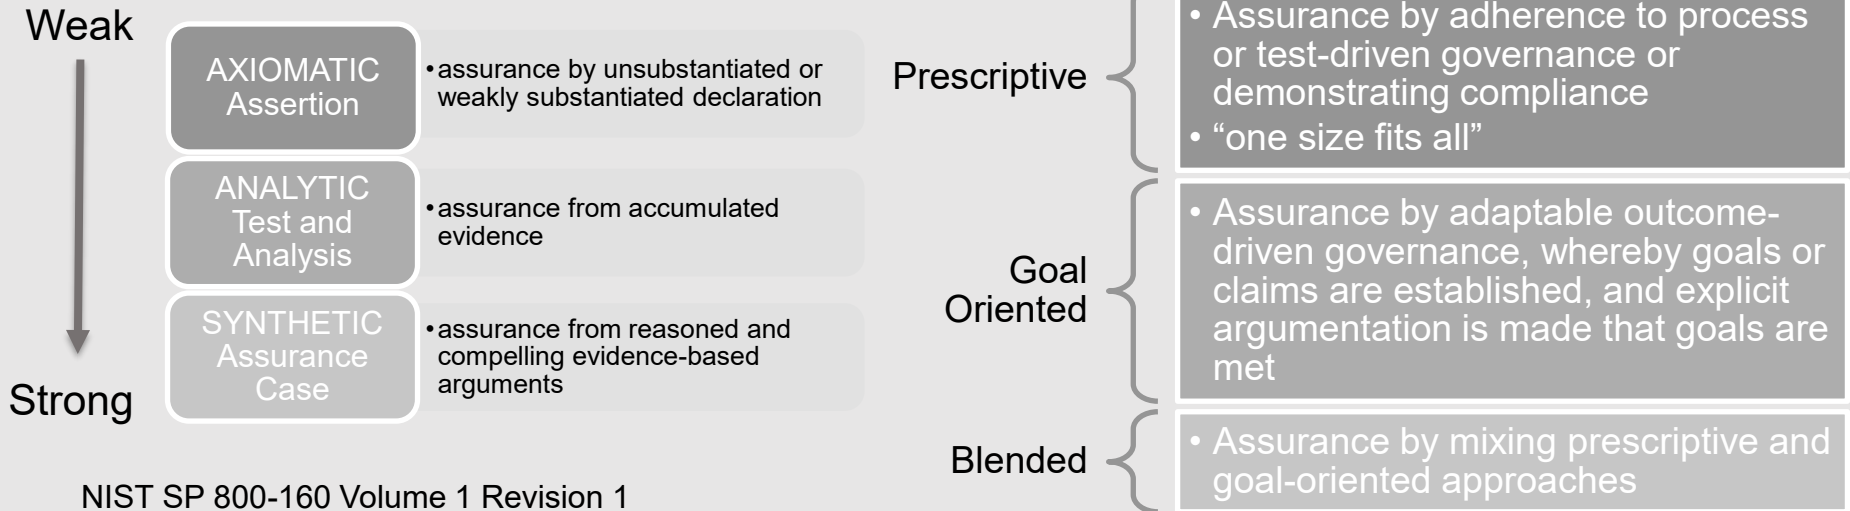 Weak
AXIOMATIC
Assertion
•assurance by unsubstantiated or
weakly substantiated declaration
ANALYTIC
Test and
Analysis
•assurance from accumulated
evidence
SYNTHETIC
Assurance
Case
•assurance from reasoned and
compelling evidence-based
arguments
Strong
NIST SP 800-160 Volume 1 Revision 1
Prescriptive
• Assurance by adherence to process
or test-driven governance or
demonstrating compliance
• “one size fits all”
Goal
Oriented
• Assurance by adaptable outcome-
driven governance, whereby goals or
claims are established, and explicit
argumentation is made that goals are
met
Blended
• Assurance by mixing prescriptive and
goal-oriented approaches